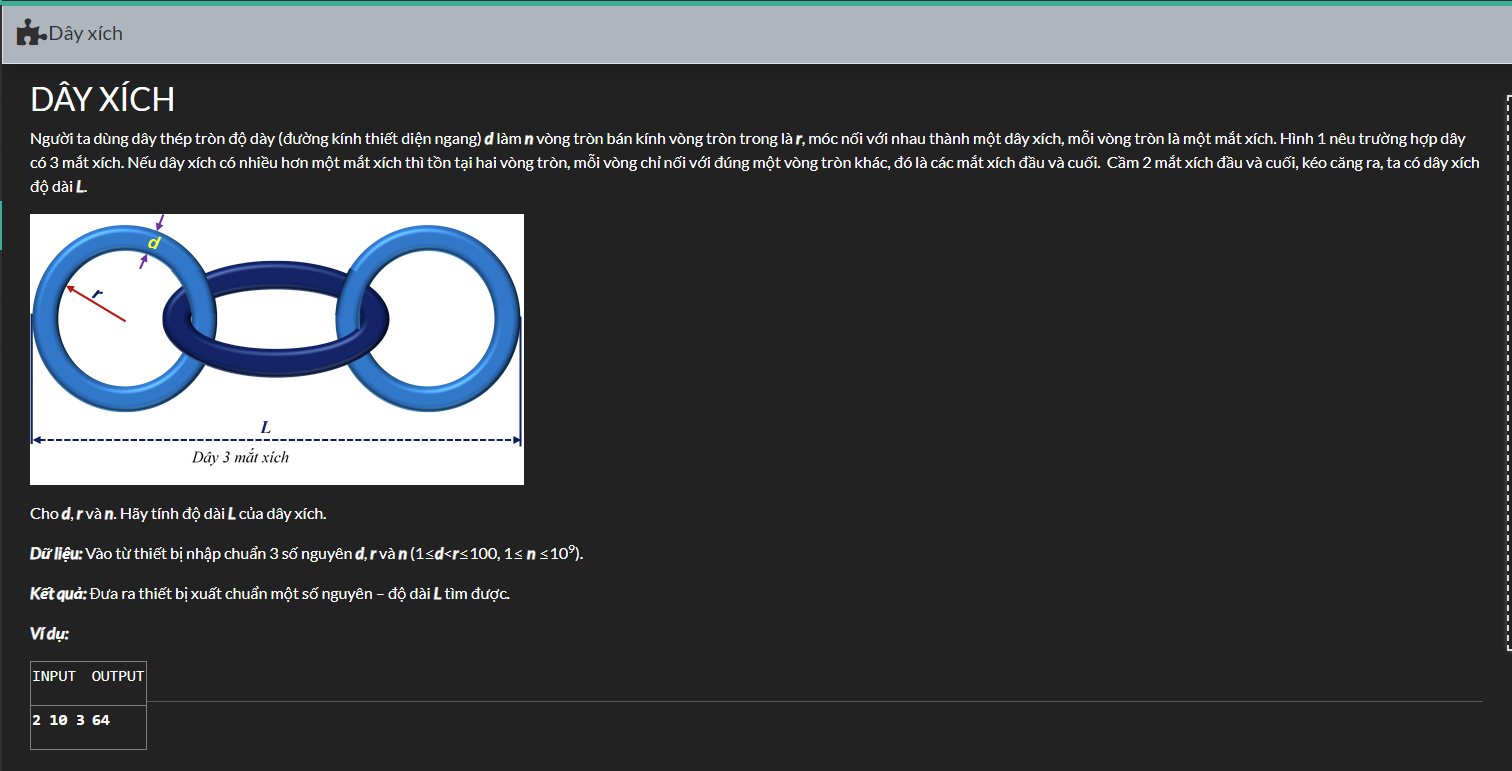 Dây xích
DÂY XÍCH
Người ta dùng dây thép tròn độ dày (đường kính thiết diện ngang) d làm n vòng tròn bán kính vòng tròn trong là r, móc nối với nhau thành một dây xích, mỗi vòng tròn là một mắt xích. Hình 1 nêu trường hợp dây
có 3 mắt xích. Nếu dây xích có nhiều hơn một mắt xích thì tồn tại hai vòng tròn, mỗi vòng chỉ nối với đúng một vòng tròn khác, đó là các mắt xích đầu và cuối. Cầm 2 mắt xích đầu và cuối, kéo căng ra, ta có dây xích
độ dài L.
d
r
L
Dây 3 mắt xích
Cho d, r và n. Hãy tính độ dài L của dây xích.
Dữ liệu: Vào từ thiết bị nhập chuẩn 3 số nguyên d, r và n (1≤d<r≤100, 1≤ n ≤10⁹).
Kết quả: Đưa ra thiết bị xuất chuẩn một số nguyên – độ dài L tìm được.
Ví dụ:
INPUT OUTPUT
2 10 3 64